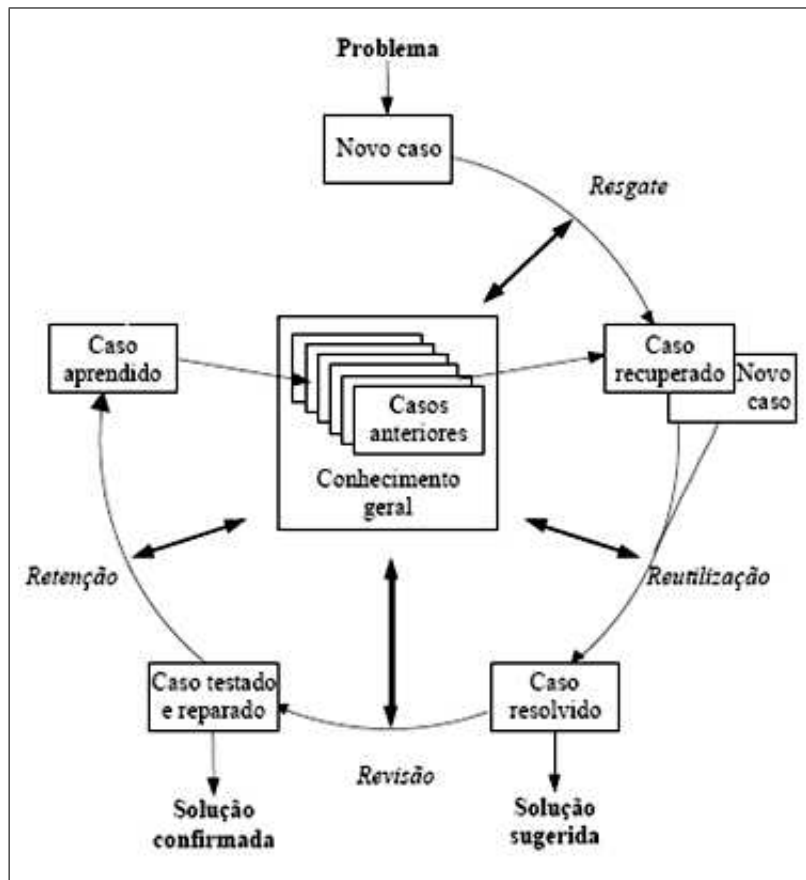 Problema
Novo caso
Resgate
Caso
aprendido
Casos
anteriores
Conhecimento
geral
Caso
recuperado
Novo
caso
Retenção
Reutilização
Caso testado
e reparado
Caso
resolvido
Revisão
Solução
confirmada
Solução
sugerida